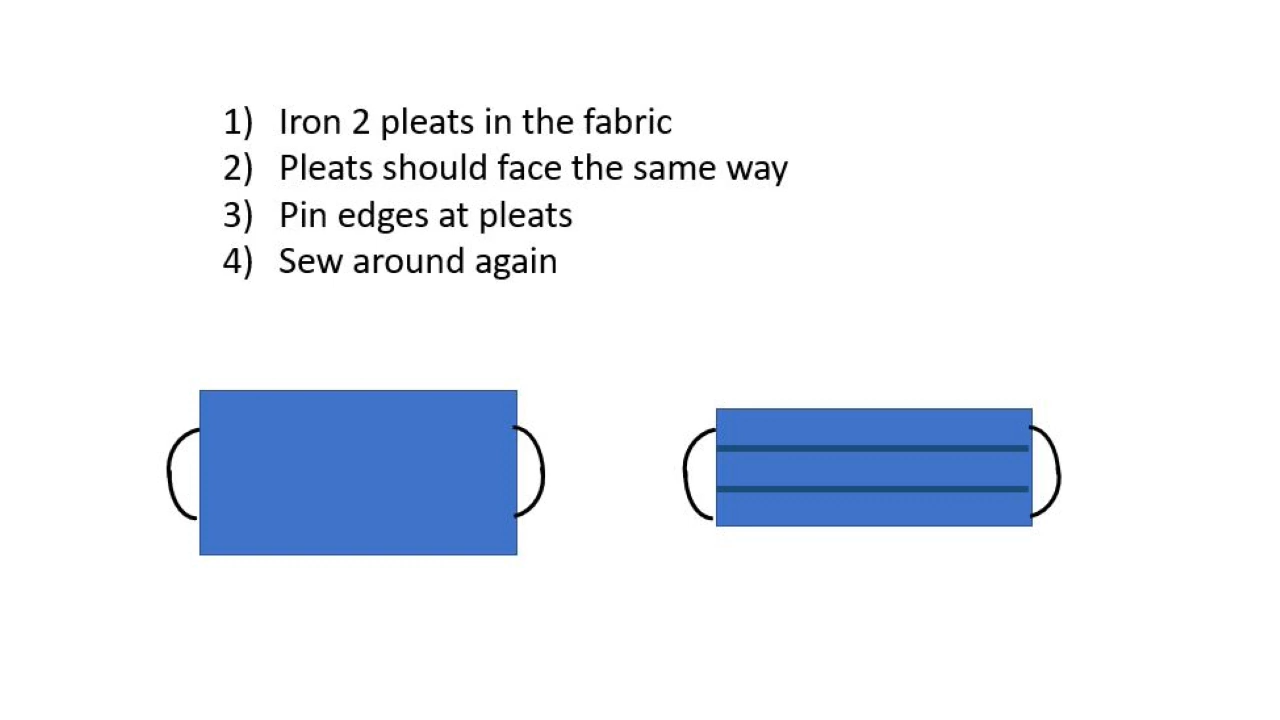 1) Iron 2 pleats in the fabric
2) Pleats should face the same way
3) Pin edges at pleats
4) Sew around again